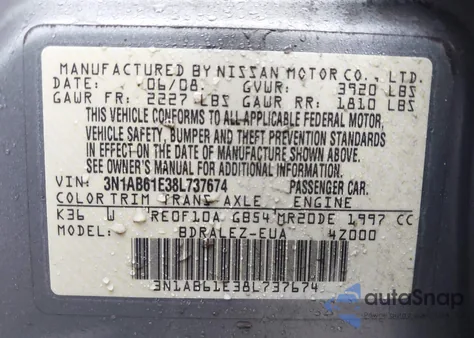 MANUFACTURED BY NISSAN MOTOR CO., LTD.
DATE: 06/08 GVWR: 3920 LBS
GAWR FR: 2227 LBS GAWR RR: 1810 LBS
THIS VEHICLE CONFORMS TO ALL APPLICABLE FEDERAL MOTOR
VEHICLE SAFETY, BUMPER AND THEFT PREVENTION STANDARDS
IN EFFECT ON THE DATE OF MANUFACTURE SHOWN ABOVE.
SEE OWNER'S MANUAL FOR ADDITIONAL INFORMATION.
VIN: 3N1AB61E38L737674 PASSENGER CAR.
COLOR TRIM TRANS AXLE ENGINE
K36 W RE0F10A GB54 MR20DE 1997 CC
MODEL: BDRALEZ-EUA 4Z000
3N1AB61E38L737674
autoSnap